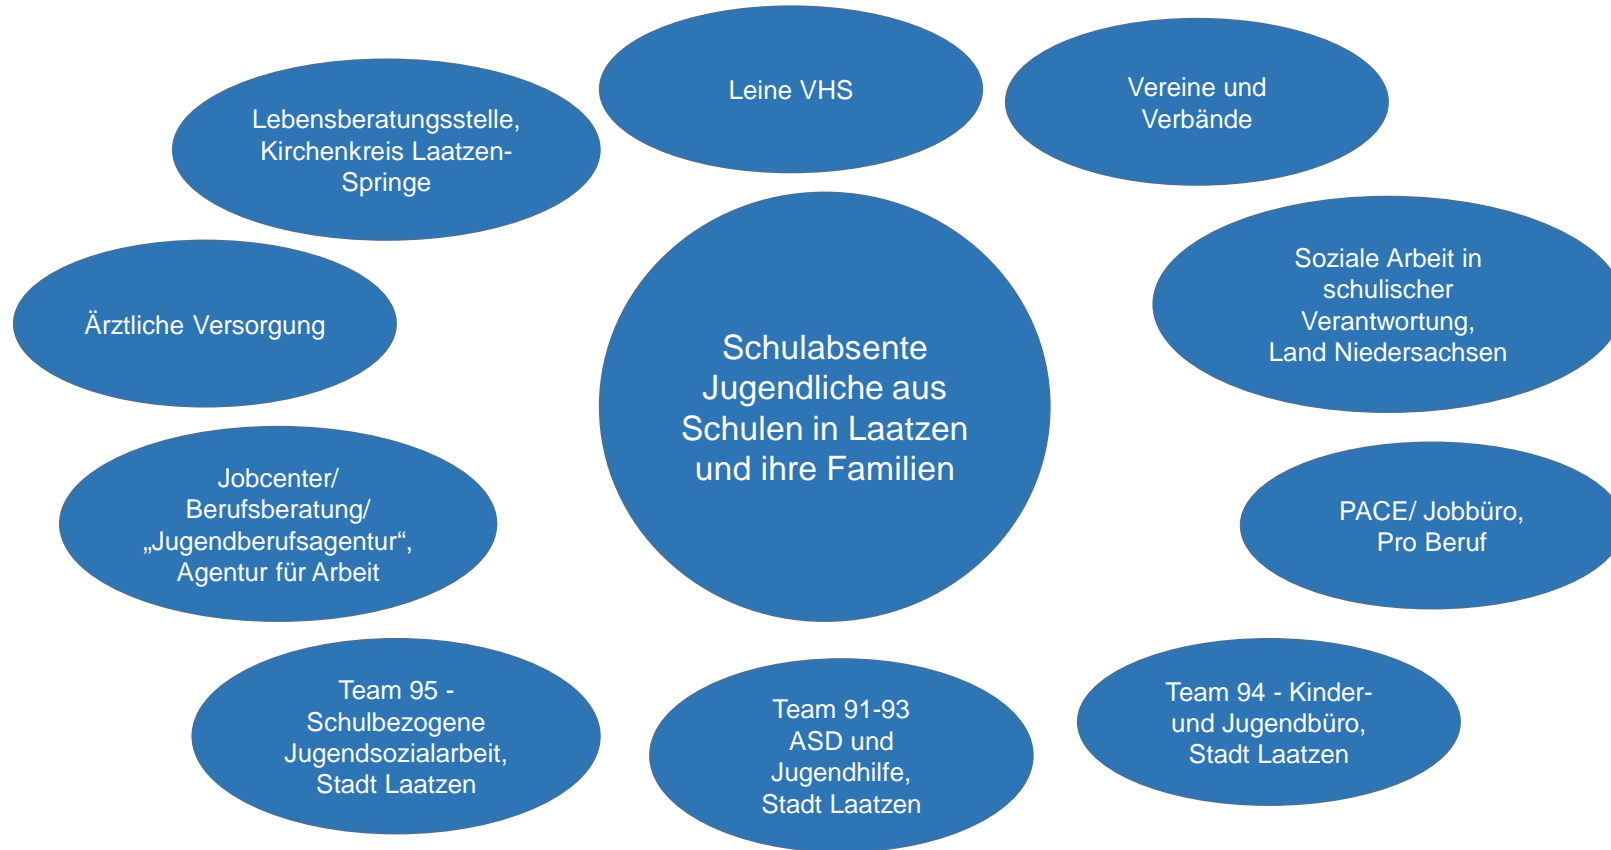 Leine VHS
Vereine und
Verbände
Lebensberatungsstelle,
Kirchenkreis Laatzen-
Springe
Soziale Arbeit in
schulischer
Verantwortung,
Land Niedersachsen
Ärztliche Versorgung
Schulabsente
Jugendliche aus
Schulen in Laatzen
und ihre Familien
Jobcenter/
Berufsberatung/
„Jugendberufsagentur“,
Agentur für Arbeit
PACE/ Jobbüro,
Pro Beruf
Team 95 -
Schulbezogene
Jugendsozialarbeit,
Stadt Laatzen
Team 91-93
ASD und
Jugendhilfe,
Stadt Laatzen
Team 94 - Kinder-
und Jugendbüro,
Stadt Laatzen